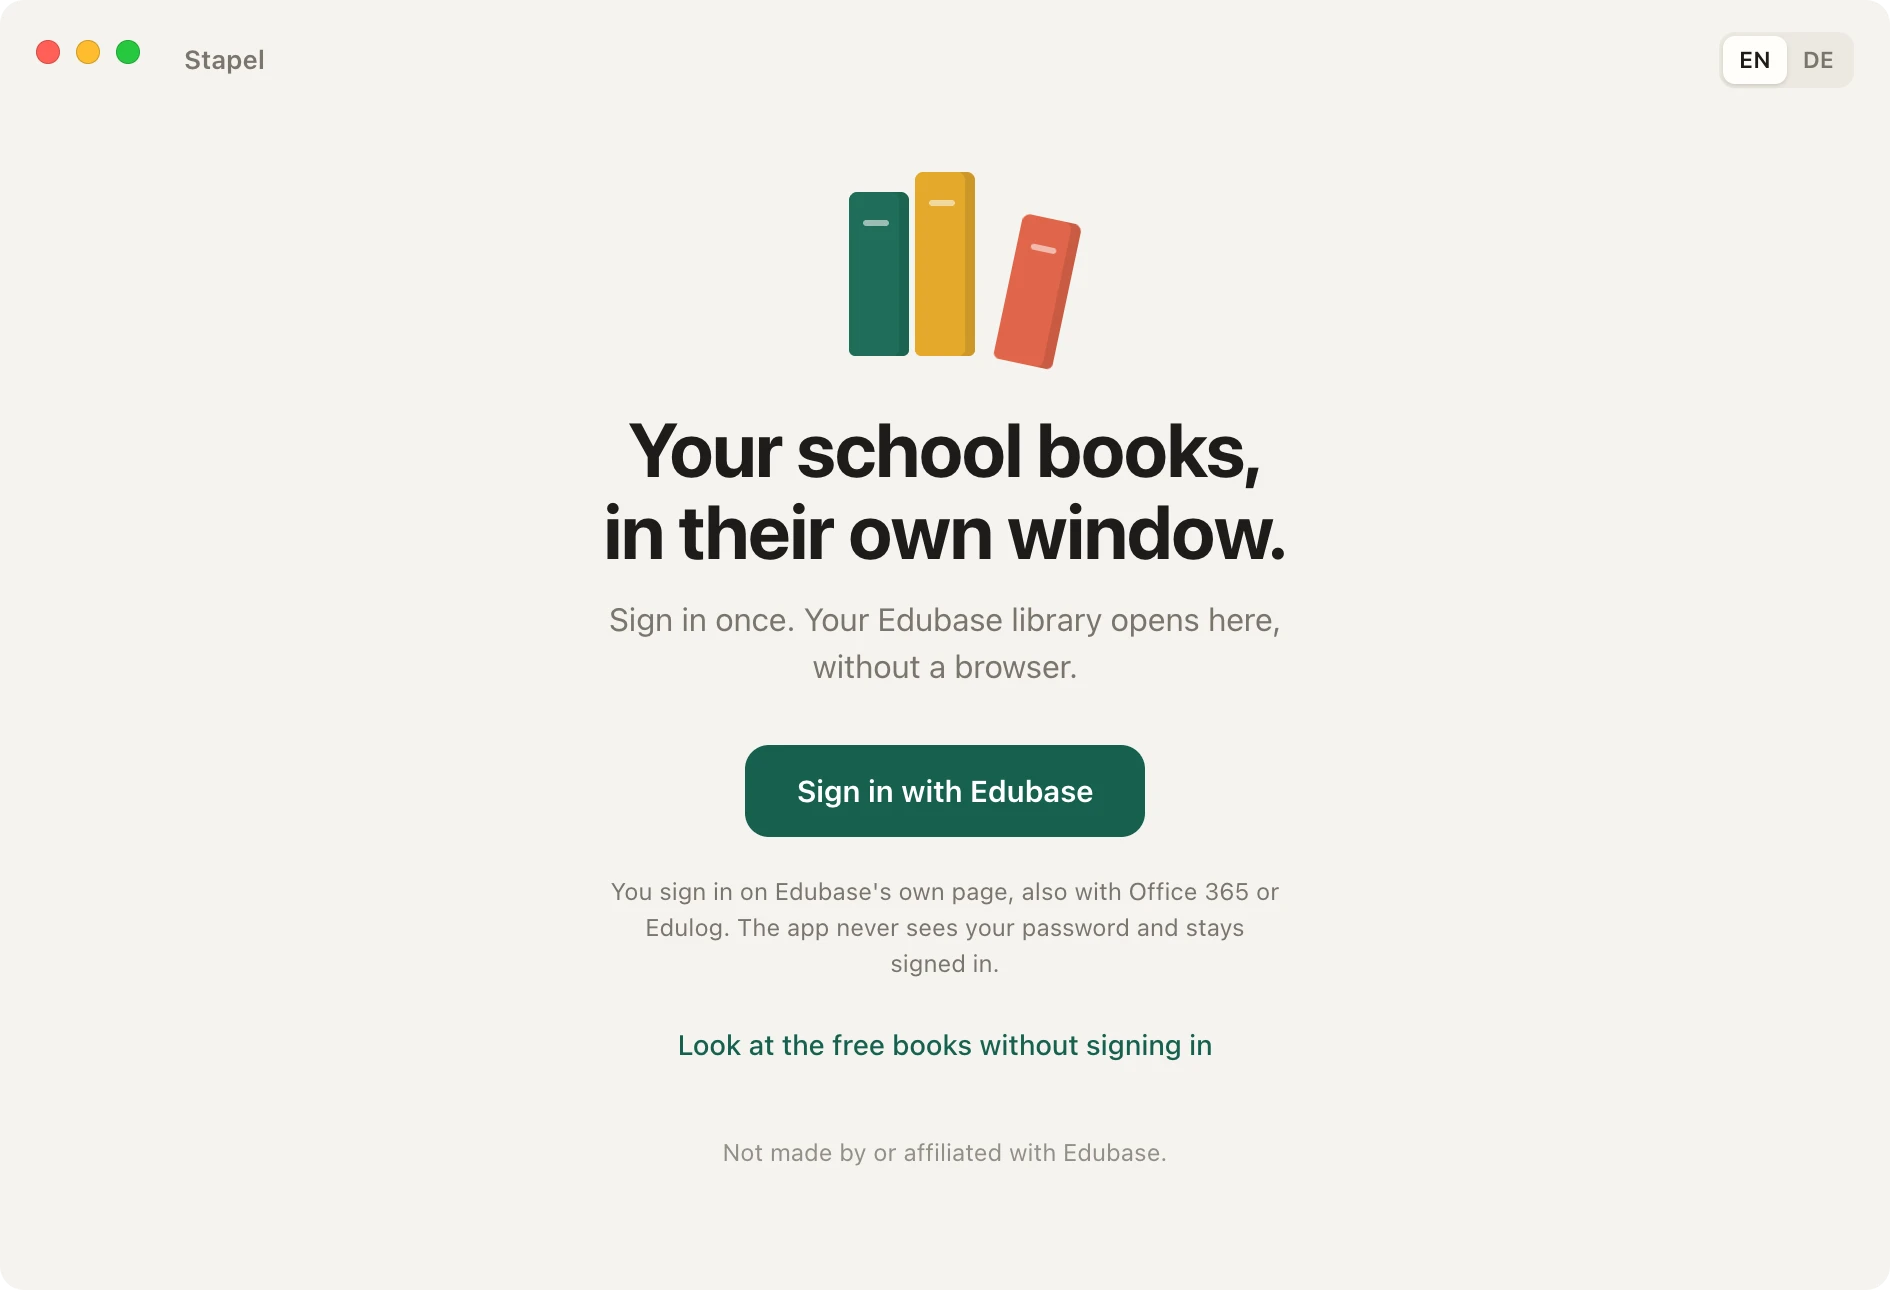 Stapel
EN DE
Your school books,
in their own window.
Sign in once. Your Edubase library opens here,
without a browser.
Sign in with Edubase
You sign in on Edubase's own page, also with Office 365 or
Edulog. The app never sees your password and stays
signed in.
Look at the free books without signing in
Not made by or affiliated with Edubase.